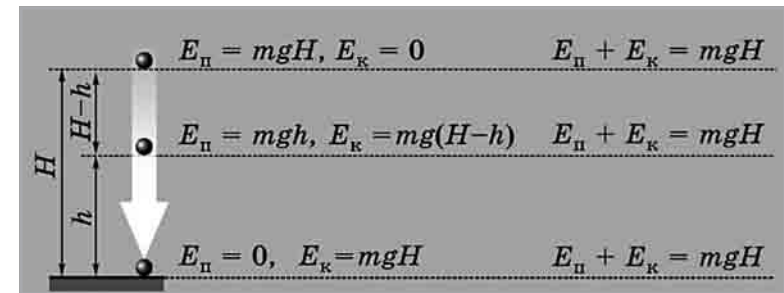 Eп = mgH, Eк = 0 Eп + Eк = mgH
H−h
Eп = mgh, Eк = mg(H−h) Eп + Eк = mgH
H
h
Eп = 0, Eк = mgH Eп + Eк = mgH